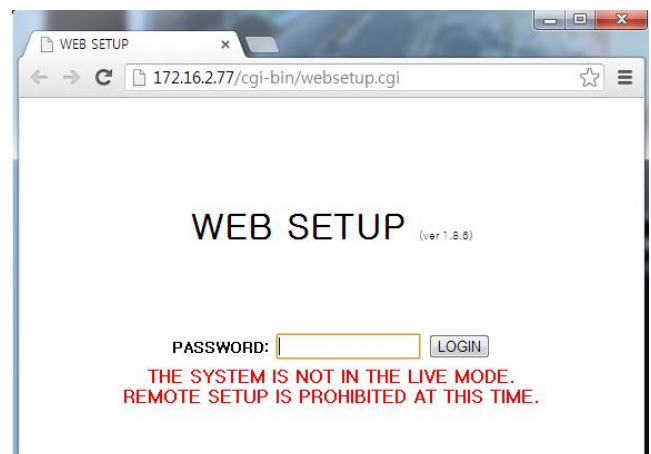 WEB SETUP
172.16.2.77/cgi-bin/websetup.cgi
WEB SETUP (ver 1.8.6)
PASSWORD: LOGIN
THE SYSTEM IS NOT IN THE LIVE MODE.
REMOTE SETUP IS PROHIBITED AT THIS TIME.